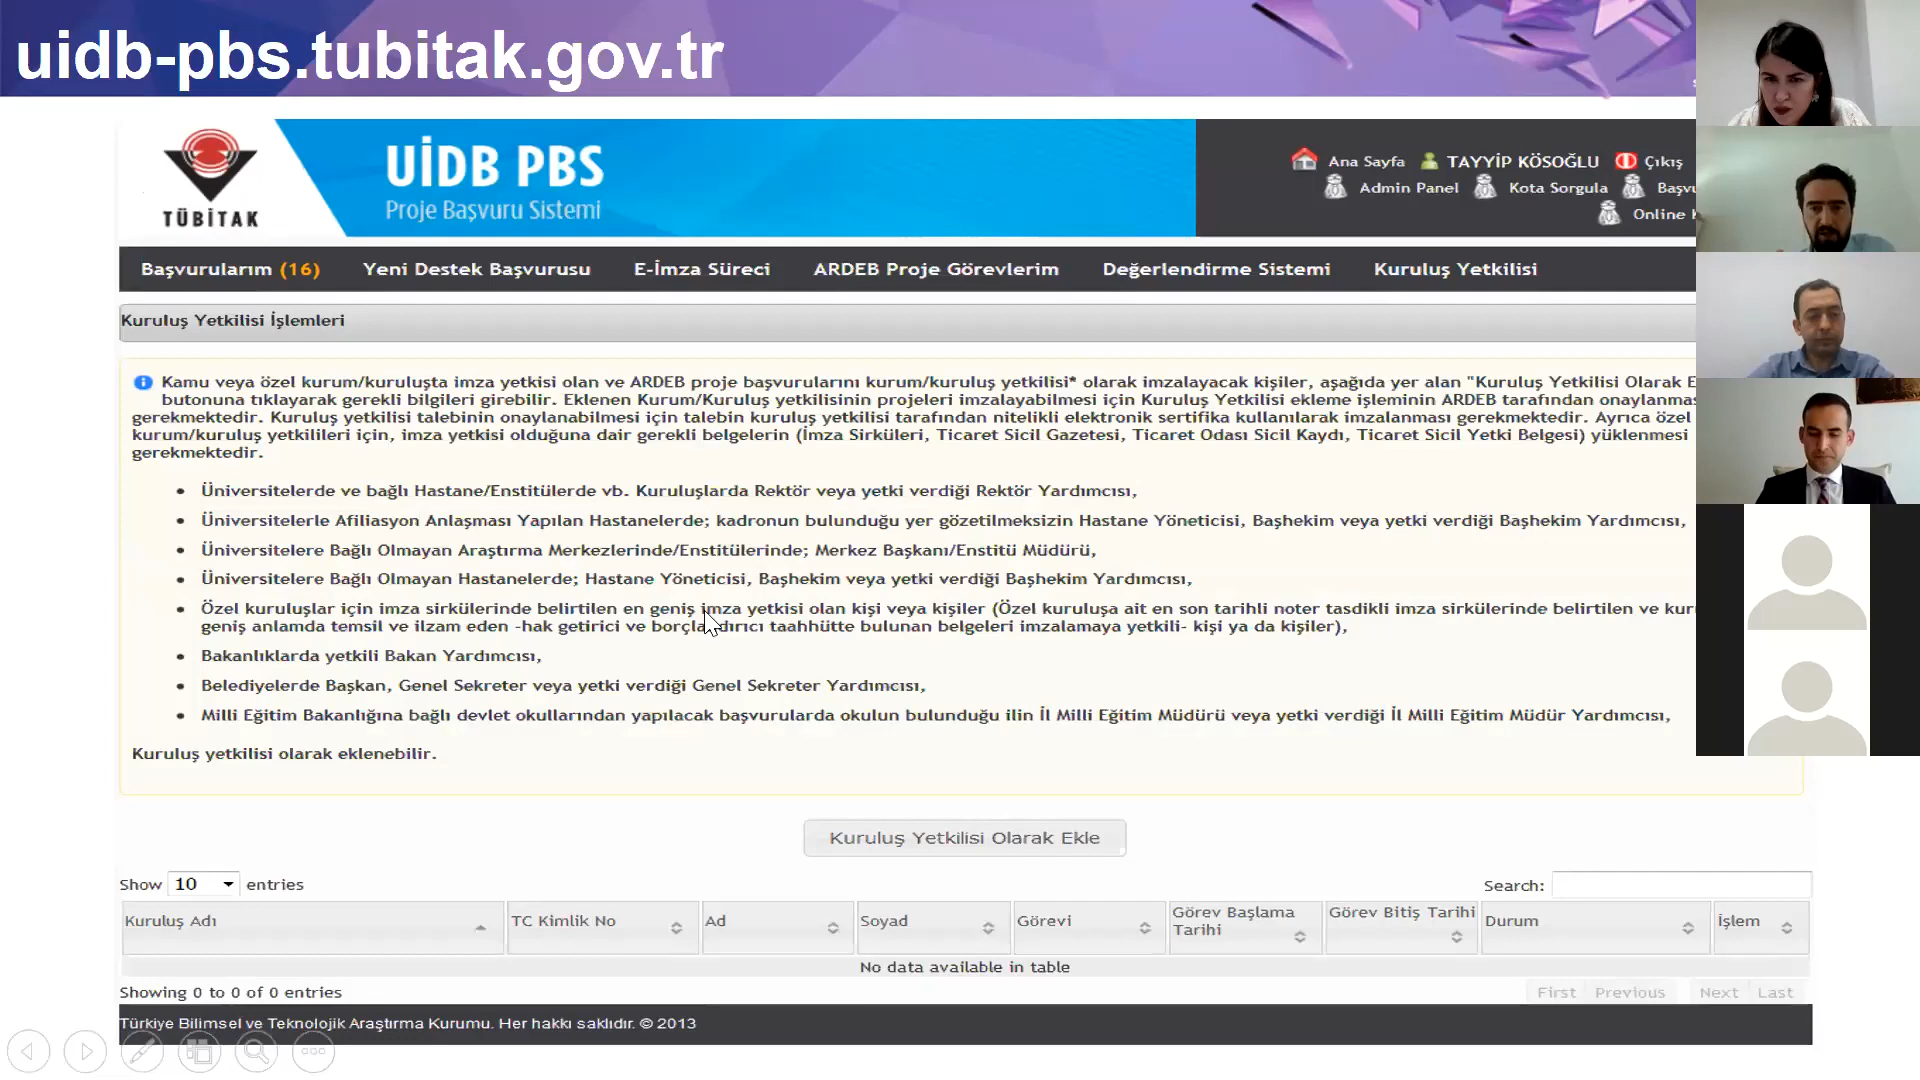 uidb-pbs.tubitak.gov.tr
TÜBİTAK
UİDB PBS
Proje Başvuru Sistemi
Ana Sayfa TAYYİP KÖSOĞLU Çıkış
Admin Panel Kota Sorgula
Online
Başvurularım (16) Yeni Destek Başvurusu E-İmza Süreci ARDEB Proje Görevlerim Değerlendirme Sistemi Kuruluş Yetkilisi
Kuruluş Yetkilisi İşlemleri
Kamu veya özel kurum/kuruluşta imza yetkisi olan ve ARDEB proje başvurularını kurum/kuruluş yetkilisi* olarak imzalayacak kişiler, aşağıda yer alan "Kuruluş Yetkilisi Olarak E
butonuna tıklayarak gerekli bilgileri girebilir. Eklenen Kurum/Kuruluş yetkilisinin projeleri imzalayabilmesi için Kuruluş Yetkilisi ekleme işleminin ARDEB tarafından onaylanmas
gerekmektedir. Kuruluş yetkilisi talebinin onaylanabilmesi için talebin kuruluş yetkilisi tarafından nitelikli elektronik sertifika kullanılarak imzalanması gerekmektedir. Ayrıca özel
kurum/kuruluş yetkilileri için, imza yetkisi olduğuna dair gerekli belgelerin (İmza Sirküleri, Ticaret Sicil Gazetesi, Ticaret Odası Sicil Kaydı, Ticaret Sicil Yetki Belgesi) yüklenmesi
gerekmektedir.
• Üniversitelerde ve bağlı Hastane/Enstitülerde vb. Kuruluşlarda Rektör veya yetki verdiği Rektör Yardımcısı,
• Üniversitelerle Afiliasyon Anlaşması Yapılan Hastanelerde; kadronun bulunduğu yer gözetilmeksizin Hastane Yöneticisi, Başhekim veya yetki verdiği Başhekim Yardımcısı,
• Üniversitelere Bağlı Olmayan Araştırma Merkezlerinde/Enstitülerinde; Merkez Başkanı/Enstitü Müdürü,
• Üniversitelere Bağlı Olmayan Hastanelerde; Hastane Yöneticisi, Başhekim veya yetki verdiği Başhekim Yardımcısı,
• Özel kuruluşlar için imza sirkülerinde belirtilen en geniş imza yetkisi olan kişi veya kişiler (Özel kuruluşa ait en son tarihli noter tasdikli imza sirkülerinde belirtilen ve kur
geniş anlamda temsil ve ilzam eden -hak getirici ve borçlandırıcı taahhütte bulunan belgeleri imzalamaya yetkili- kişi ya da kişiler),
• Bakanlıklarda yetkili Bakan Yardımcısı,
• Belediyelerde Başkan, Genel Sekreter veya yetki verdiği Genel Sekreter Yardımcısı,
• Milli Eğitim Bakanlığına bağlı devlet okullarından yapılacak başvurularda okulun bulunduğu ilin İl Milli Eğitim Müdürü veya yetki verdiği İl Milli Eğitim Müdür Yardımcısı,
Kuruluş yetkilisi olarak eklenebilir.
Kuruluş Yetkilisi Olarak Ekle
Show 10 entries Search:
Kuruluş Adı TC Kimlik No Ad Soyad Görevi Görev Başlama Tarihi Görev Bitiş Tarihi Durum İşlem
No data available in table
Showing 0 to 0 of 0 entries First Previous Next Last
Türkiye Bilimsel ve Teknolojik Araştırma Kurumu. Her hakkı saklıdır. © 2013